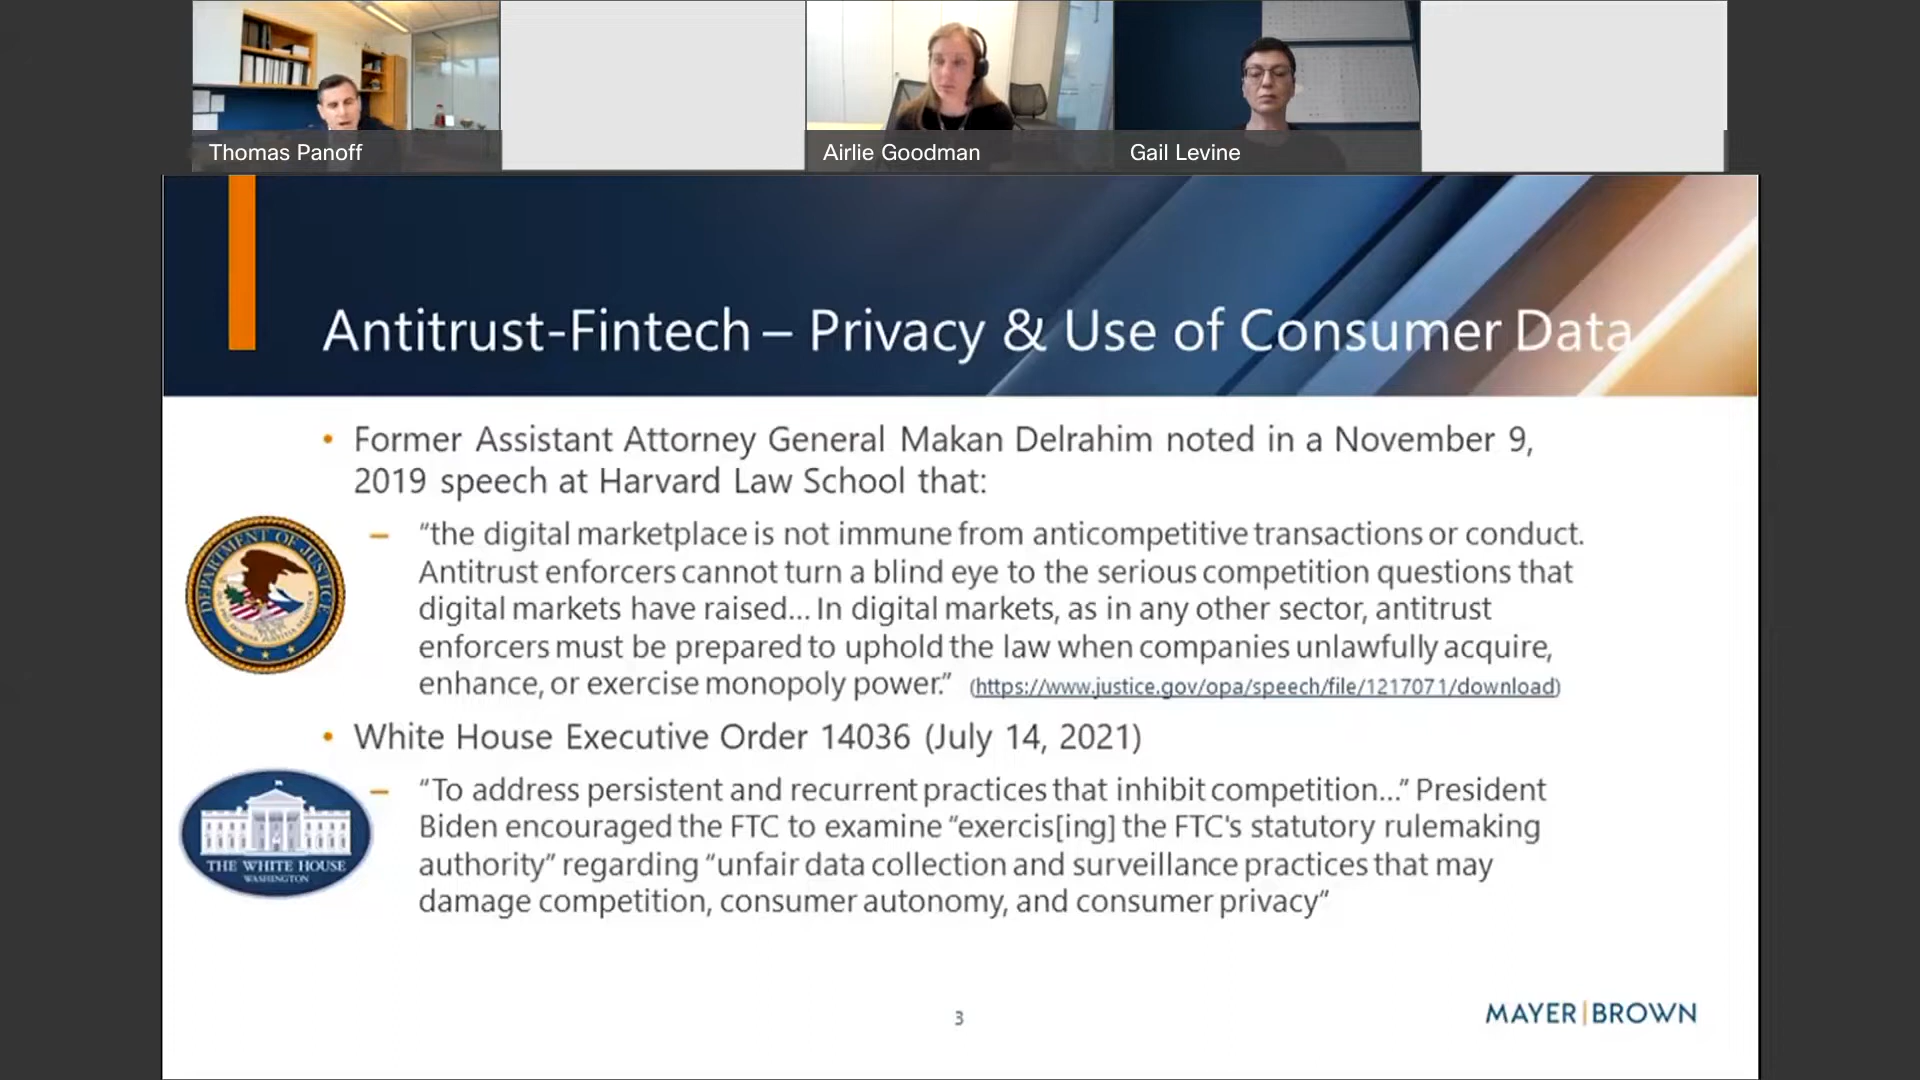 Thomas Panoff
Airlie Goodman
Gail Levine
Antitrust-Fintech – Privacy & Use of Consumer Data
• Former Assistant Attorney General Makan Delrahim noted in a November 9,
2019 speech at Harvard Law School that:
– “the digital marketplace is not immune from anticompetitive transactions or conduct.
Antitrust enforcers cannot turn a blind eye to the serious competition questions that
digital markets have raised... In digital markets, as in any other sector, antitrust
enforcers must be prepared to uphold the law when companies unlawfully acquire,
enhance, or exercise monopoly power.” (https://www.justice.gov/opa/speech/file/1217071/download)
DEPARTMENT OF JUSTICE
• White House Executive Order 14036 (July 14, 2021)
– “To address persistent and recurrent practices that inhibit competition...” President
Biden encouraged the FTC to examine “exercis[ing] the FTC's statutory rulemaking
authority” regarding “unfair data collection and surveillance practices that may
damage competition, consumer autonomy, and consumer privacy”
THE WHITE HOUSE
WASHINGTON
3
MAYER|BROWN